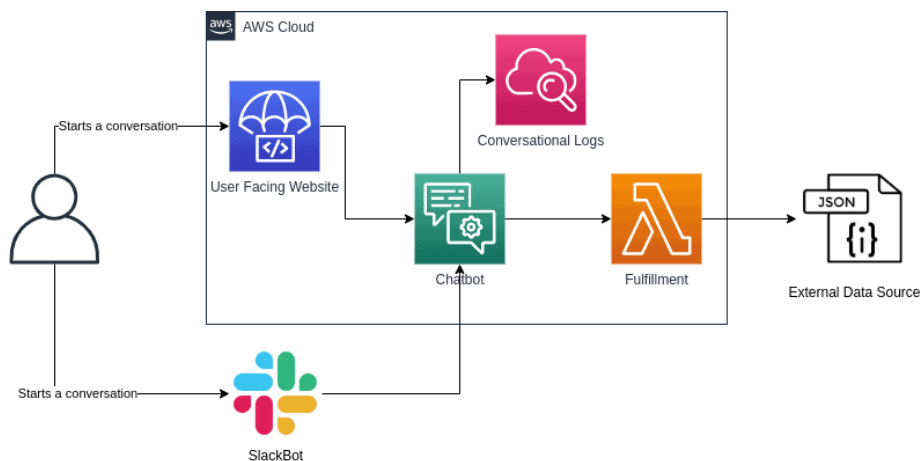 aws
AWS Cloud
Conversational Logs
Starts a conversation
</>
User Facing Website
Chatbot
Fulfillment
JSON
{i}
External Data Source
Starts a conversation
SlackBot